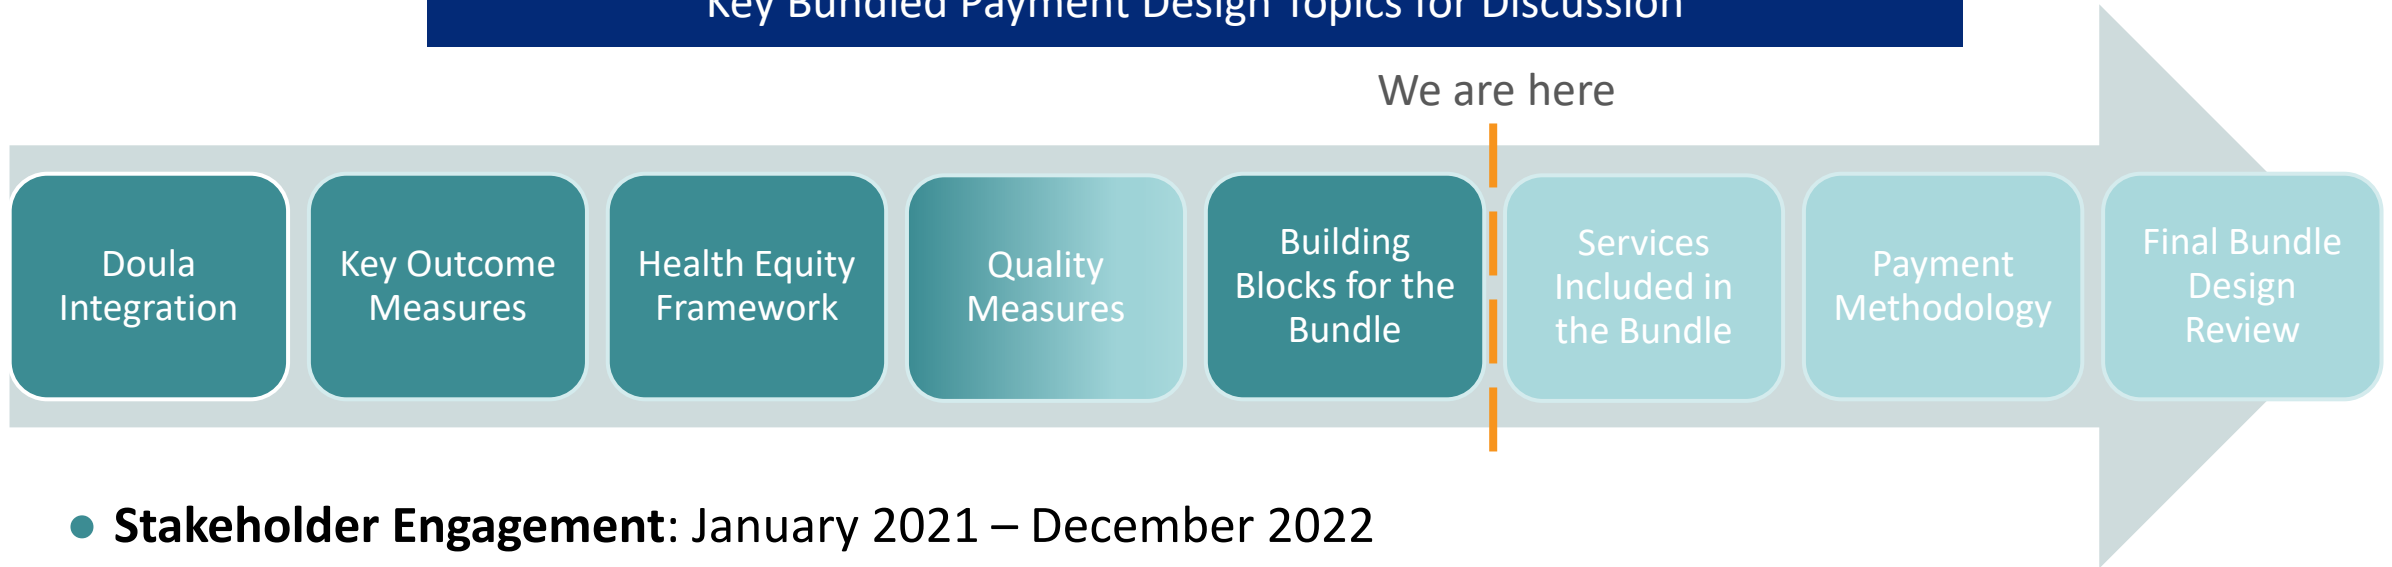 Key Bundled Payment Design Topics for Discussion
We are here
Doula
Integration
Key Outcome
Measures
Health Equity
Framework
Quality
Measures
Building
Blocks for the
Bundle
Services
Included in
the Bundle
Payment
Methodology
Final Bundle
Design
Review
● Stakeholder Engagement: January 2021 – December 2022